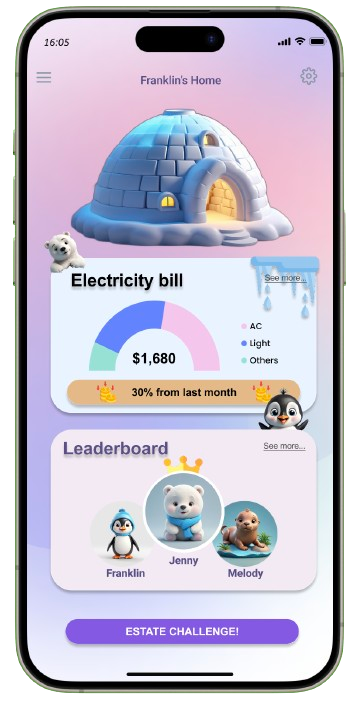 16:05
Franklin's Home
Electricity bill
See more...
AC
Light
Others
$1,680
30% from last month
Leaderboard
See more...
Franklin
Jenny
Melody
ESTATE CHALLENGE!